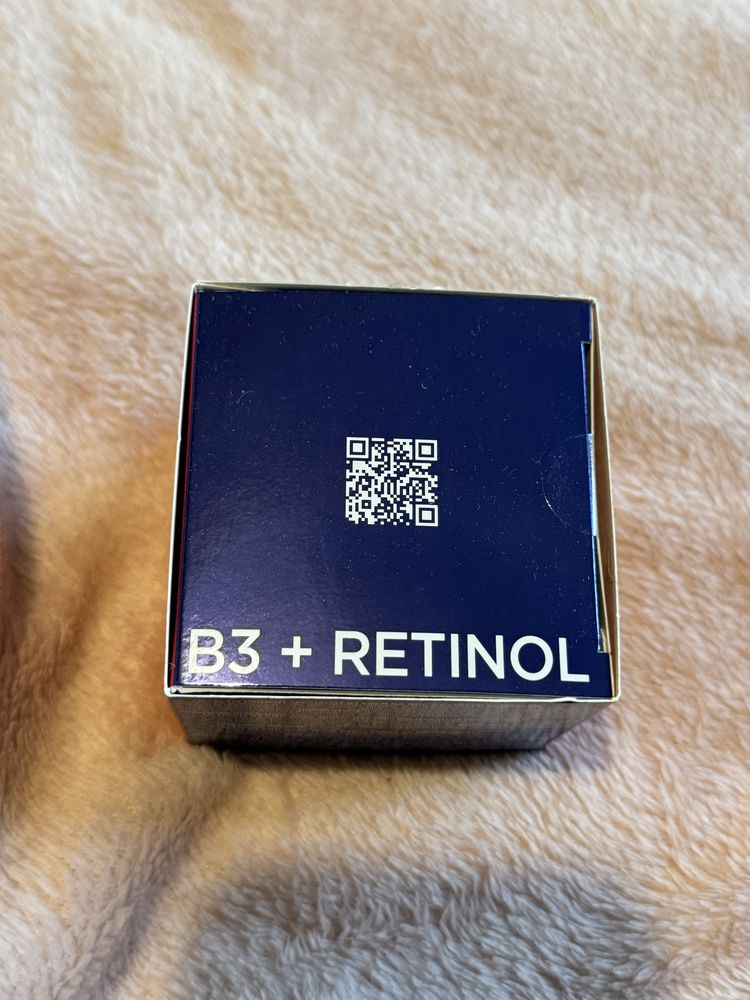 B3 + RETINOL